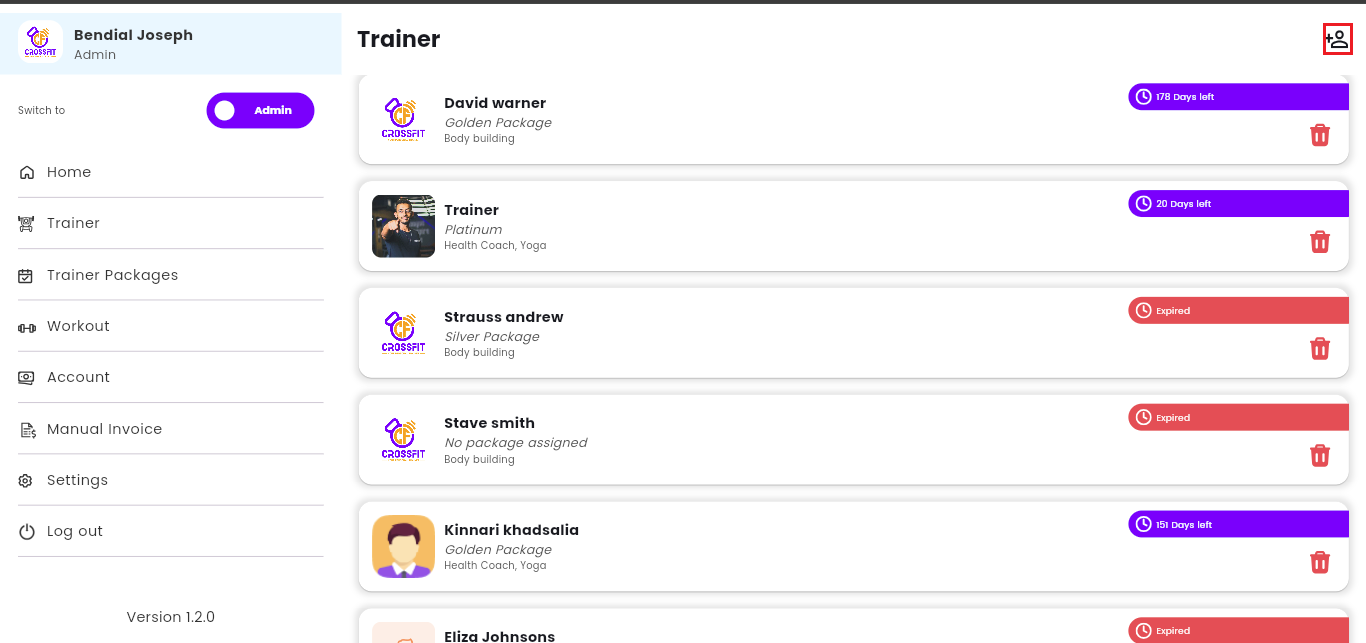 Bendial Joseph
Admin
Switch to
Admin
Home
Trainer
Trainer Packages
Workout
Account
Manual Invoice
Settings
Log out
Version 1.2.0
Trainer
CF
CROSSFIT
David warner
Golden Package
Body building
178 Days left
Trainer
Platinum
Health Coach, Yoga
20 Days left
CF
CROSSFIT
Strauss andrew
Silver Package
Body building
Expired
CF
CROSSFIT
Stave smith
No package assigned
Body building
Expired
Kinnari khadsalia
Golden Package
Health Coach, Yoga
151 Days left
Eliza Johnsons
Expired